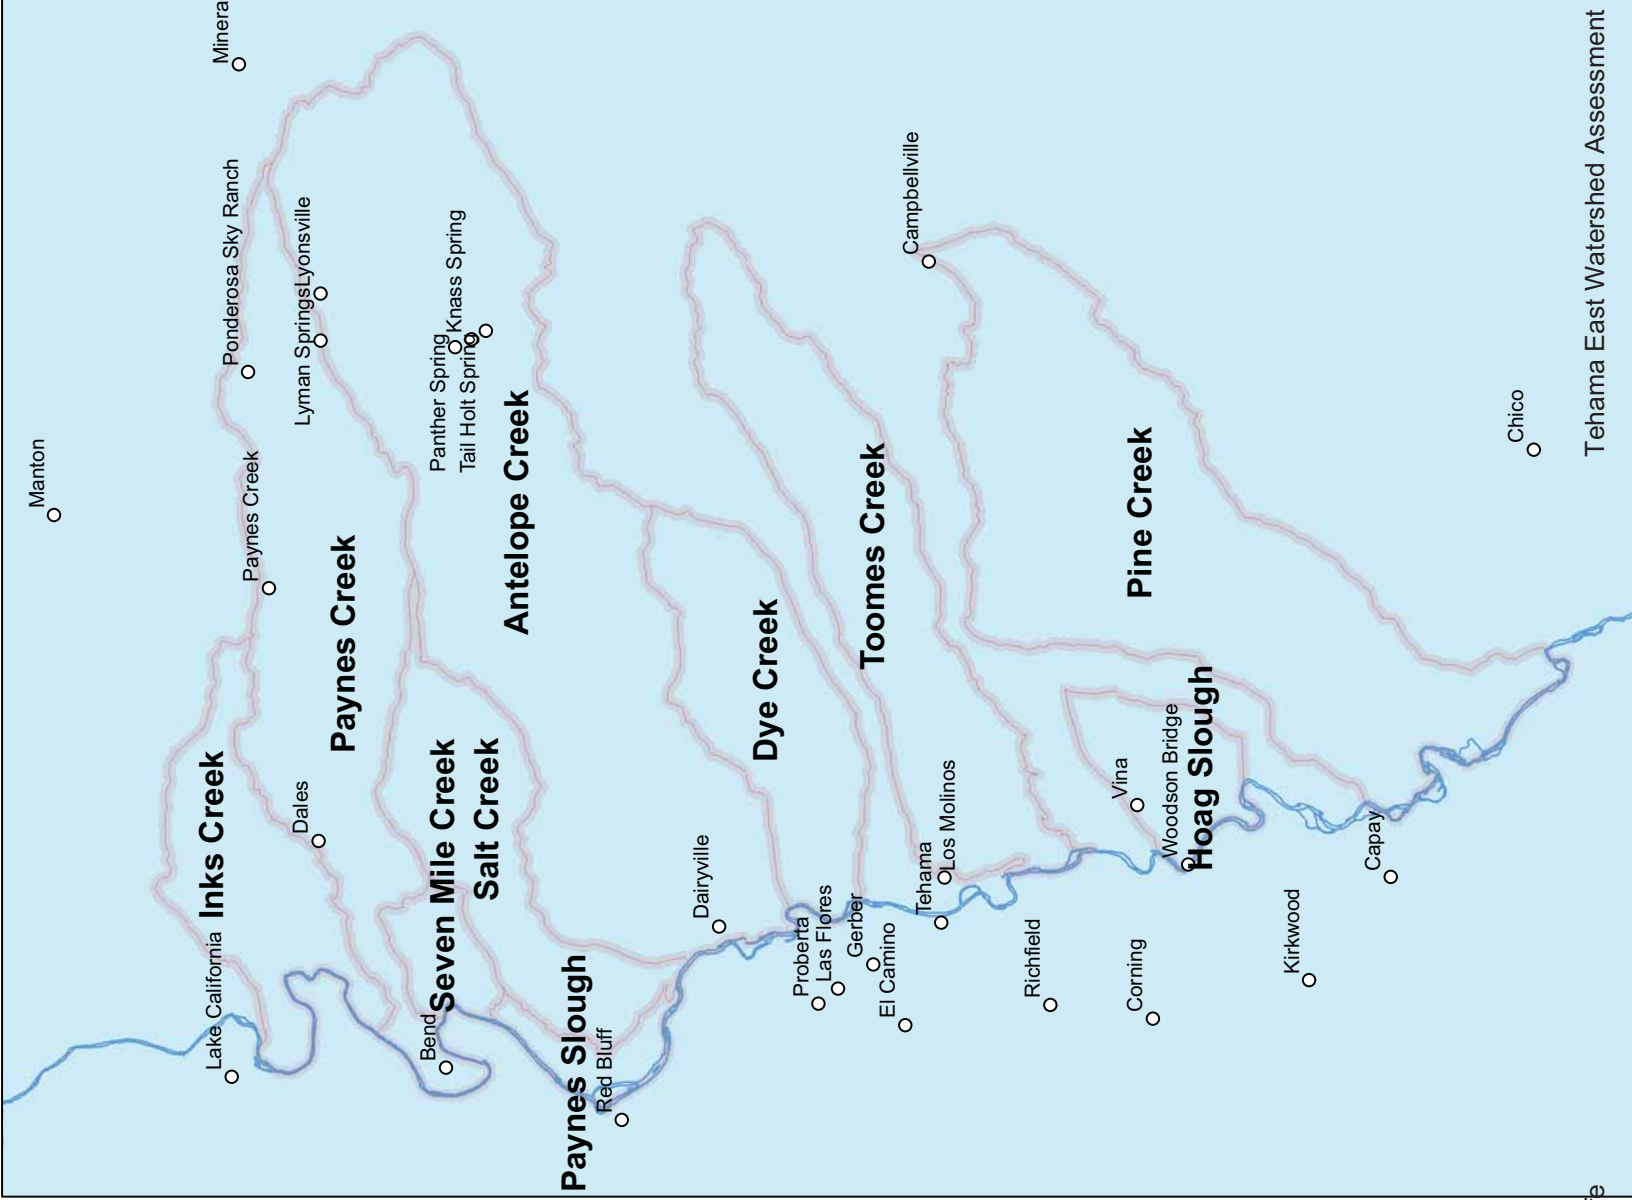 Manton
Minera
Ponderosa Sky Ranch
Paynes Creek
Lyonsville
Lyman Springs
Knass Spring
Panther Spring
Tail Holt Spring
Campbellville
Paynes Creek
Antelope Creek
Inks Creek
Dales
Seven Mile Creek
Salt Creek
Dye Creek
Toomes Creek
Pine Creek
Hoag Slough
Vina
Woodson Bridge
Lake California
Bend
Paynes Slough
Red Bluff
Dairyville
Proberta
Las Flores
Gerber
El Camino
Tehama
Los Molinos
Richfield
Corning
Kirkwood
Capay
Chico
Tehama East Watershed Assessment